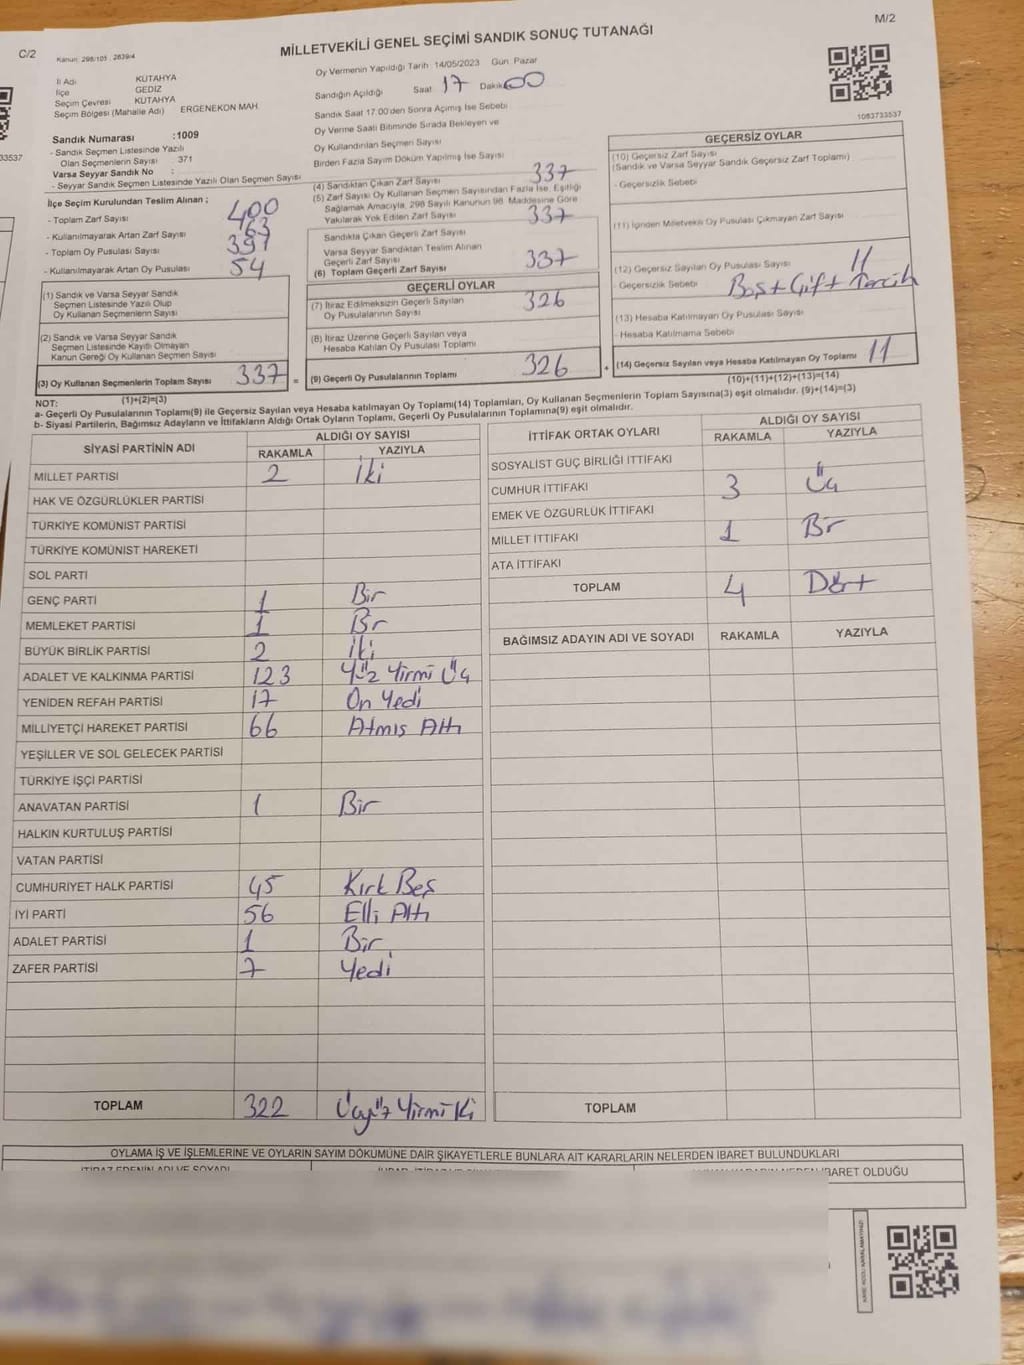 C/2
M/2
Kanun: 298/105 . 2839/4
MİLLETVEKİLİ GENEL SEÇİMİ SANDIK SONUÇ TUTANAĞI
İl Adı KÜTAHYA
İlçe GEDİZ
Seçim Çevresi KÜTAHYA
Seçim Bölgesi (Mahalle Adı) ERGENEKON MAH.
Sandık Numarası :1009
- Sandık Seçmen Listesinde Yazılı
Olan Seçmenlerin Sayısı 371
Varsa Seyyar Sandık No :
- Seyyar Sandık Seçmen Listesinde Yazılı Olan Seçmen Sayısı
Oy Vermenin Yapıldığı Tarih 14/05/2023 Gün: Pazar
Sandığın Açıldığı Saat 17 Dakika 00
Sandık Saat 17.00'den Sonra Açılmış İse Sebebi
Oy Verme Saati Bitiminde Sırada Bekleyen ve
Oy Kullandırılan Seçmen Sayısı
Birden Fazla Sayım Döküm Yapılmış İse Sayısı
1083733537
33537
İlçe Seçim Kurulundan Teslim Alınan ;
- Toplam Zarf Sayısı 400
- Kullanılmayarak Artan Zarf Sayısı 63
- Toplam Oy Pusulası Sayısı 391
- Kullanılmayarak Artan Oy Pusulası 54
(1) Sandık ve Varsa Seyyar Sandık
Seçmen Listesinde Yazılı Olup
Oy Kullanan Seçmenlerin Sayısı
(2) Sandık ve Varsa Seyyar Sandık
Seçmen Listesinde Kayıtlı Olmayan
Kanun Gereği Oy Kullanan Seçmen Sayısı
(3) Oy Kullanan Seçmenlerin Toplam Sayısı 337 =
(1)+(2)=(3)
(4) Sandıktan Çıkan Zarf Sayısı 337
(5) Zarf Sayısı Oy Kullanan Seçmen Sayısından Fazla İse, Eşitliği
Sağlamak Amacıyla, 298 Sayılı Kanunun 98. Maddesine Göre
Yakılarak Yok Edilen Zarf Sayısı 337
Sandıkta Çıkan Geçerli Zarf Sayısı
Varsa Seyyar Sandıktan Teslim Alınan
Geçerli Zarf Sayısı
(6) Toplam Geçerli Zarf Sayısı 337
GEÇERLİ OYLAR
(7) İtiraz Edilmeksizin Geçerli Sayılan
Oy Pusulalarının Sayısı 326
(8) İtiraz Üzerine Geçerli Sayılan veya
Hesaba Katılan Oy Pusulası Toplamı
(9) Geçerli Oy Pusulalarının Toplamı 326 +
GEÇERSİZ OYLAR
(10) Geçersiz Zarf Sayısı
(Sandık ve Varsa Seyyar Sandık Geçersiz Zarf Toplamı)
- Geçersizlik Sebebi
(11) İçinden Milletvekili Oy Pusulası Çıkmayan Zarf Sayısı
(12) Geçersiz Sayılan Oy Pusulası Sayısı 11
- Geçersizlik Sebebi Boş + Çift + Tercih
(13) Hesaba Katılmayan Oy Pusulası Sayısı
- Hesaba Katılmama Sebebi
(14) Geçersiz Sayılan veya Hesaba Katılmayan Oy Toplamı 11
(10)+(11)+(12)+(13)=(14)
NOT:
a- Geçerli Oy Pusulalarının Toplamı(9) ile Geçersiz Sayılan veya Hesaba katılmayan Oy Toplamı(14) Toplamları, Oy Kullanan Seçmenlerin Toplam Sayısına(3) eşit olmalıdır. (9)+(14)=(3)
b- Siyasi Partilerin, Bağımsız Adayların ve İttifakların Aldığı Ortak Oyların Toplamı, Geçerli Oy Pusulalarının Toplamına(9) eşit olmalıdır.
SİYASİ PARTİNİN ADI ALDIĞI OY SAYISI
RAKAMLA YAZIYLA
MİLLET PARTİSİ 2 İki
HAK VE ÖZGÜRLÜKLER PARTİSİ
TÜRKİYE KOMÜNİST PARTİSİ
TÜRKİYE KOMÜNİST HAREKETİ
SOL PARTİ
GENÇ PARTİ 1 Bir
MEMLEKET PARTİSİ 1 Br
BÜYÜK BİRLİK PARTİSİ 2 İki
ADALET VE KALKINMA PARTİSİ 123 Yüz Yirmi Üç
YENİDEN REFAH PARTİSİ 17 On Yedi
MİLLİYETÇİ HAREKET PARTİSİ 66 Atmış Altı
YEŞİLLER VE SOL GELECEK PARTİSİ
TÜRKİYE İŞÇİ PARTİSİ
ANAVATAN PARTİSİ 1 Bir
HALKIN KURTULUŞ PARTİSİ
VATAN PARTİSİ
CUMHURİYET HALK PARTİSİ 45 Kırk Beş
İYİ PARTİ 56 Elli Altı
ADALET PARTİSİ 1 Bir
ZAFER PARTİSİ 7 Yedi
TOPLAM 322 Üçyüz Yirmi İki
İTTİFAK ORTAK OYLARI ALDIĞI OY SAYISI
RAKAMLA YAZIYLA
SOSYALİST GÜÇ BİRLİĞİ İTTİFAKI
CUMHUR İTTİFAKI 3 Üç
EMEK VE ÖZGÜRLÜK İTTİFAKI
MİLLET İTTİFAKI 1 Bir
ATA İTTİFAKI
TOPLAM 4 Dört
BAĞIMSIZ ADAYIN ADI VE SOYADI RAKAMLA YAZIYLA
TOPLAM
OYLAMA İŞ VE İŞLEMLERİNE VE OYLARIN SAYIM DÖKÜMÜNE DAİR ŞİKAYETLERLE BUNLARA AİT KARARLARIN NELERDEN İBARET BULUNDUKLARI
İTİRAZ EDENİN ADI VE SOYADI
İBARET OLDUĞU